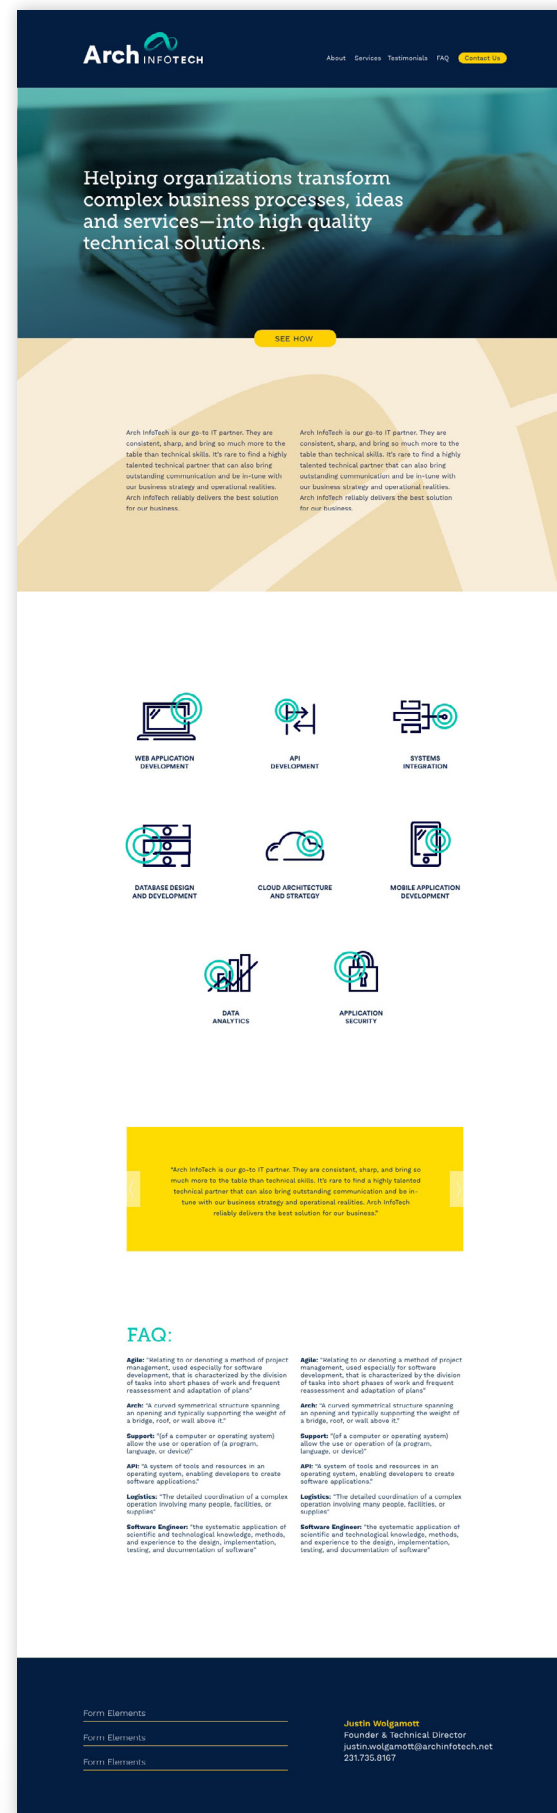 Arch INFOTECH
About Services Testimonials FAQ Contact Us
Helping organizations transform
complex business processes, ideas
and services—into high quality
technical solutions.
SEE HOW
Arch InfoTech is our go-to IT partner. They are
consistent, sharp, and bring so much more to the
table than technical skills. It's rare to find a highly
talented technical partner that can also bring
outstanding communication and be in-tune with
our business strategy and operational realities.
Arch InfoTech reliably delivers the best solution
for our business.
Arch InfoTech is our go-to IT partner. They are
consistent, sharp, and bring so much more to the
table than technical skills. It's rare to find a highly
talented technical partner that can also bring
outstanding communication and be in-tune with
our business strategy and operational realities.
Arch InfoTech reliably delivers the best solution
for our business.
WEB APPLICATION
DEVELOPMENT
API
DEVELOPMENT
SYSTEMS
INTEGRATION
DATABASE DESIGN
AND DEVELOPMENT
CLOUD ARCHITECTURE
AND STRATEGY
MOBILE APPLICATION
DEVELOPMENT
DATA
ANALYTICS
APPLICATION
SECURITY
"Arch InfoTech is our go-to IT partner. They are consistent, sharp, and bring so
much more to the table than technical skills. It's rare to find a highly talented
technical partner that can also bring outstanding communication and be in-
tune with our business strategy and operational realities. Arch InfoTech
reliably delivers the best solution for our business."
FAQ:
Agile: "Relating to or denoting a method of project
management, used especially for software
development, that is characterized by the division
of tasks into short phases of work and frequent
reassessment and adaptation of plans"
Arch: "A curved symmetrical structure spanning
an opening and typically supporting the weight of
a bridge, roof, or wall above it."
Support: "(of a computer or operating system)
allow the use or operation of (a program,
language, or device)"
API: "A system of tools and resources in an
operating system, enabling developers to create
software applications."
Logistics: "The detailed coordination of a complex
operation involving many people, facilities, or
supplies"
Software Engineer: "the systematic application of
scientific and technological knowledge, methods,
and experience to the design, implementation,
testing, and documentation of software"
Agile: "Relating to or denoting a method of project
management, used especially for software
development, that is characterized by the division
of tasks into short phases of work and frequent
reassessment and adaptation of plans"
Arch: "A curved symmetrical structure spanning
an opening and typically supporting the weight of
a bridge, roof, or wall above it."
Support: "(of a computer or operating system)
allow the use or operation of (a program,
language, or device)"
API: "A system of tools and resources in an
operating system, enabling developers to create
software applications."
Logistics: "The detailed coordination of a complex
operation involving many people, facilities, or
supplies"
Software Engineer: "the systematic application of
scientific and technological knowledge, methods,
and experience to the design, implementation,
testing, and documentation of software"
Form Elements
Form Elements
Form Elements
Justin Wolgamott
Founder & Technical Director
justin.wolgamott@archinfotech.net
231.735.8167